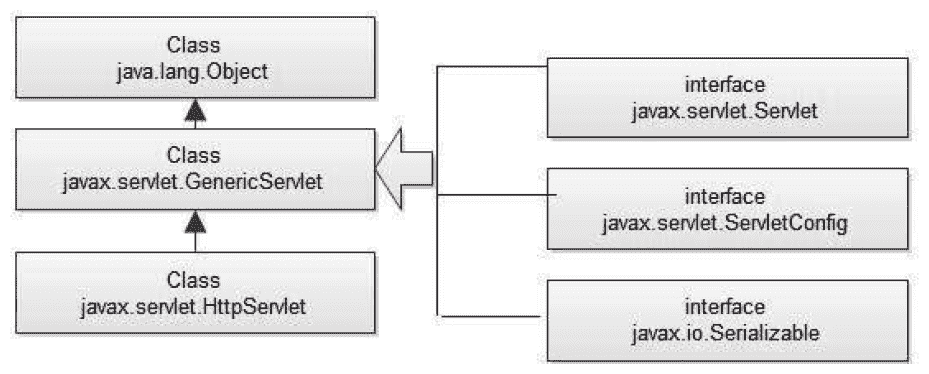 Class
java.lang.Object
Class
javax.servlet.GenericServlet
Class
javax.servlet.HttpServlet
interface
javax.servlet.Servlet
interface
javax.servlet.ServletConfig
interface
javax.io.Serializable